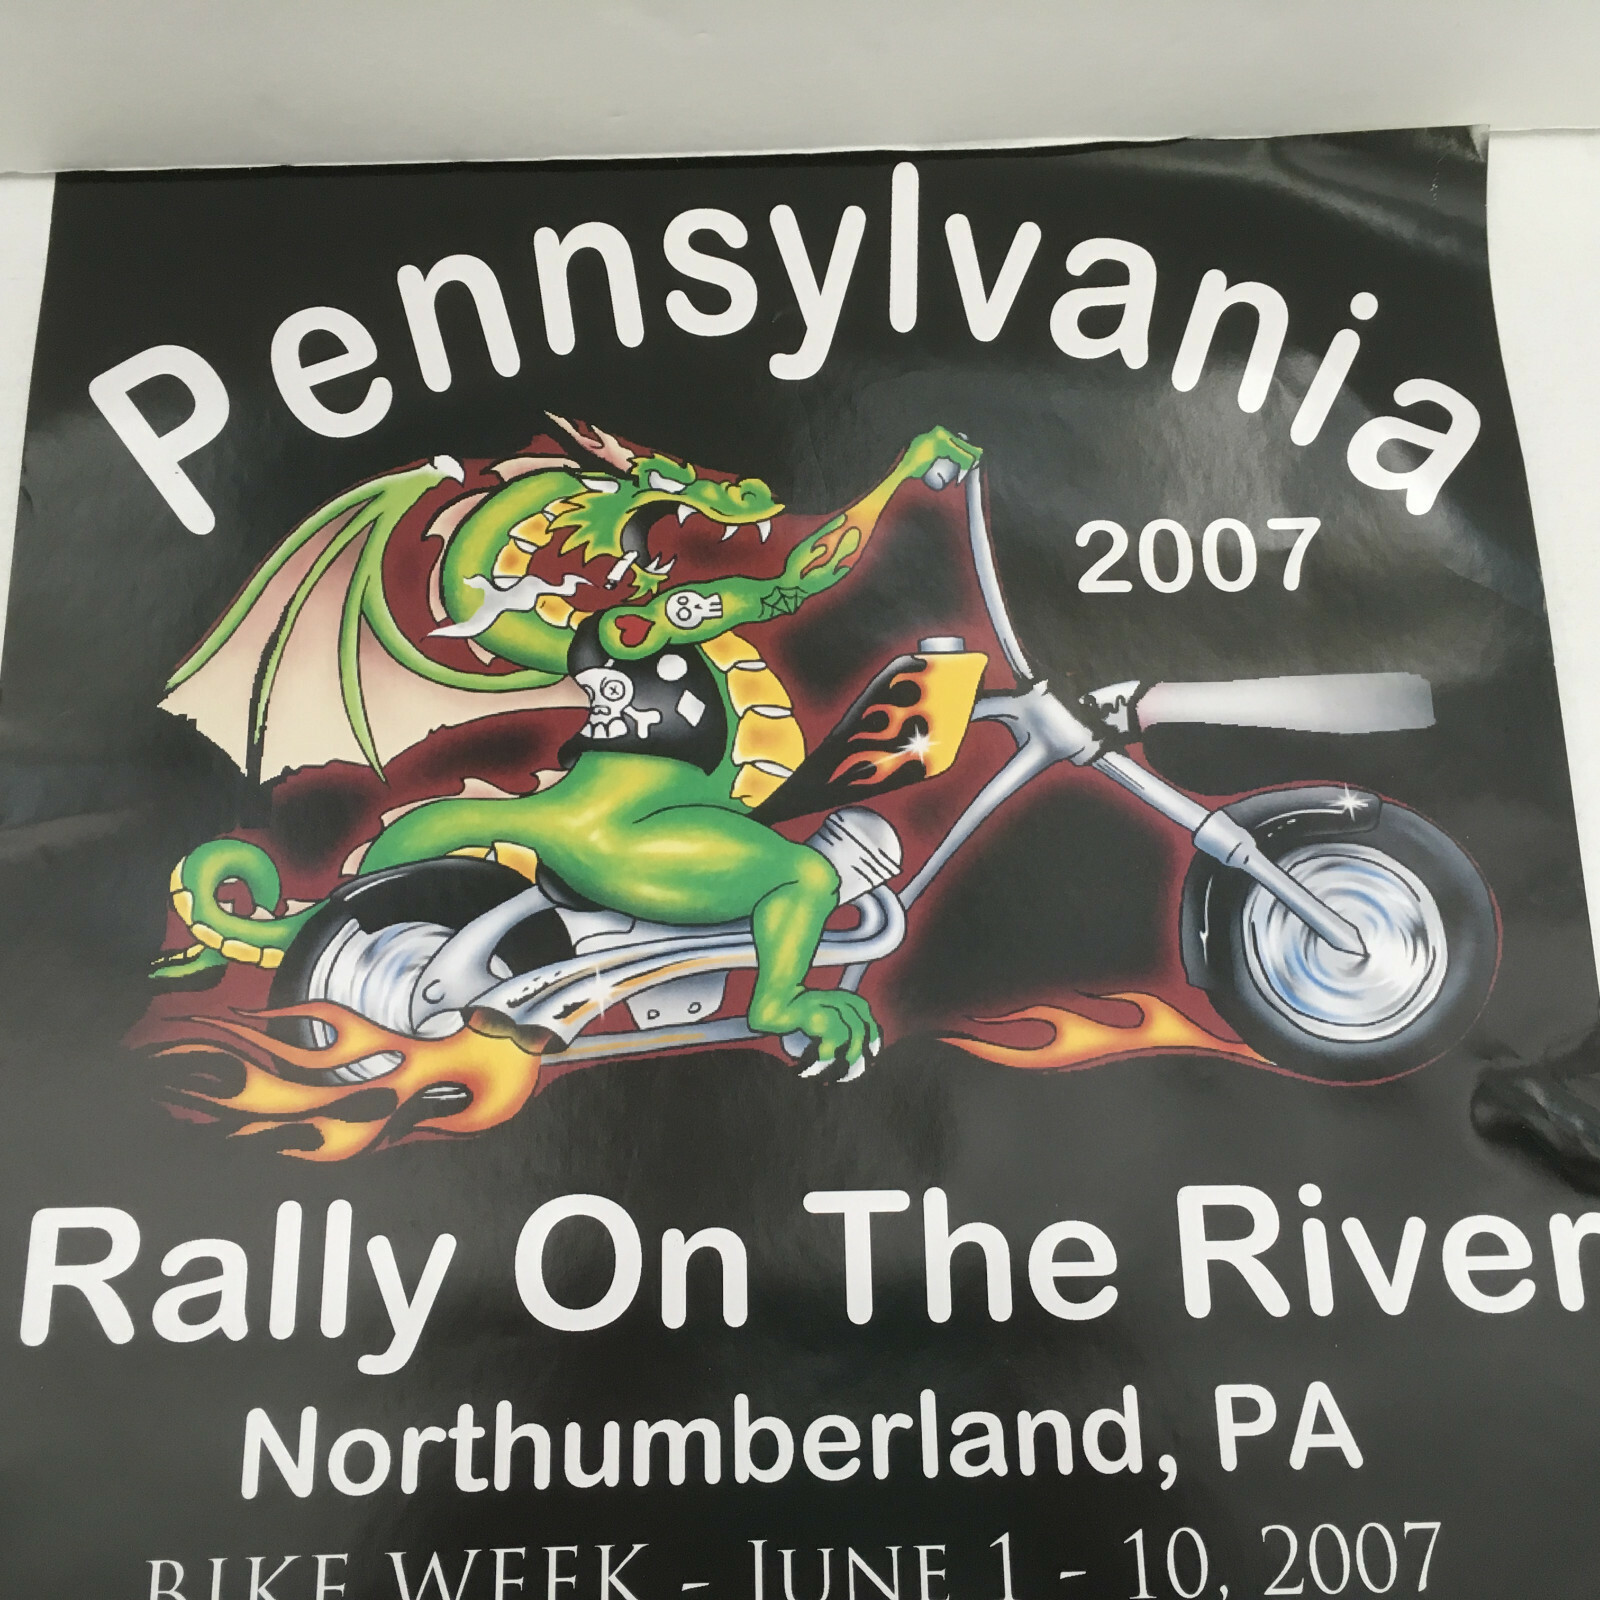 Pennsylvania
2007
Rally On The River
Northumberland, PA
BIKE WEEK - JUNE 1 - 10, 2007